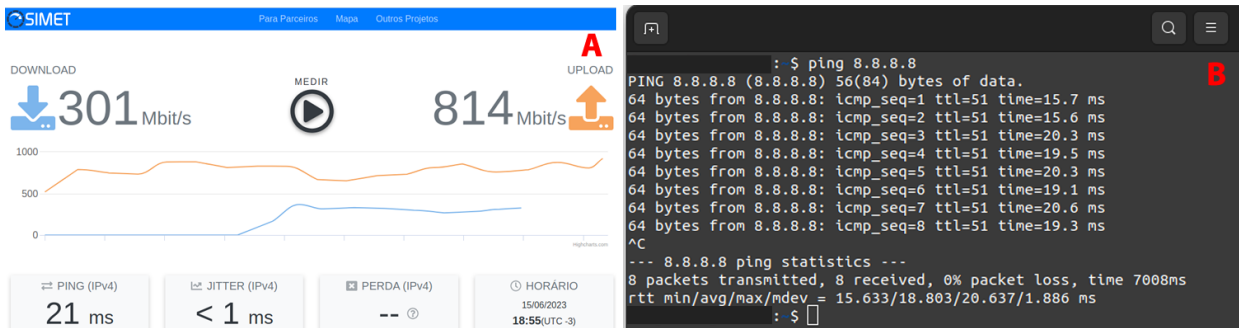 SIMET
Para Parceiros Mapa Outros Projetos
A
DOWNLOAD
UPLOAD
MEDIR
301 Mbit/s
814 Mbit/s
1000
500
0
Highcharts.com
PING (IPv4)
21 ms
JITTER (IPv4)
< 1 ms
PERDA (IPv4)
-- ?
HORÁRIO
15/06/2023
18:55(UTC -3)
B
: $ ping 8.8.8.8
PING 8.8.8.8 (8.8.8.8) 56(84) bytes of data.
64 bytes from 8.8.8.8: icmp_seq=1 ttl=51 time=15.7 ms
64 bytes from 8.8.8.8: icmp_seq=2 ttl=51 time=15.6 ms
64 bytes from 8.8.8.8: icmp_seq=3 ttl=51 time=20.3 ms
64 bytes from 8.8.8.8: icmp_seq=4 ttl=51 time=19.5 ms
64 bytes from 8.8.8.8: icmp_seq=5 ttl=51 time=20.3 ms
64 bytes from 8.8.8.8: icmp_seq=6 ttl=51 time=19.1 ms
64 bytes from 8.8.8.8: icmp_seq=7 ttl=51 time=20.6 ms
64 bytes from 8.8.8.8: icmp_seq=8 ttl=51 time=19.3 ms
^C
--- 8.8.8.8 ping statistics ---
8 packets transmitted, 8 received, 0% packet loss, time 7008ms
rtt min/avg/max/mdev = 15.633/18.803/20.637/1.886 ms
: $